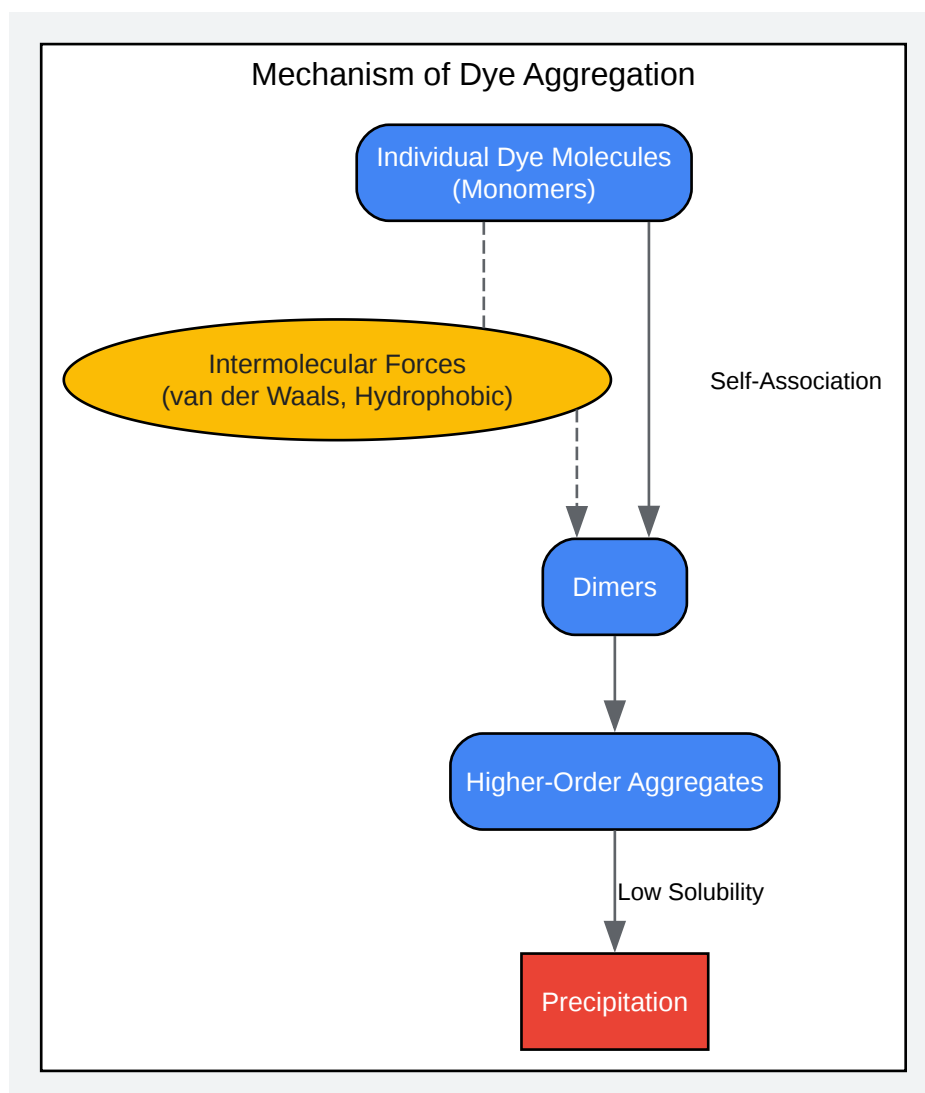 Mechanism of Dye Aggregation
Individual Dye Molecules
(Monomers)
Intermolecular Forces
(van der Waals, Hydrophobic)
Self-Association
Dimers
Higher-Order Aggregates
Low Solubility
Precipitation